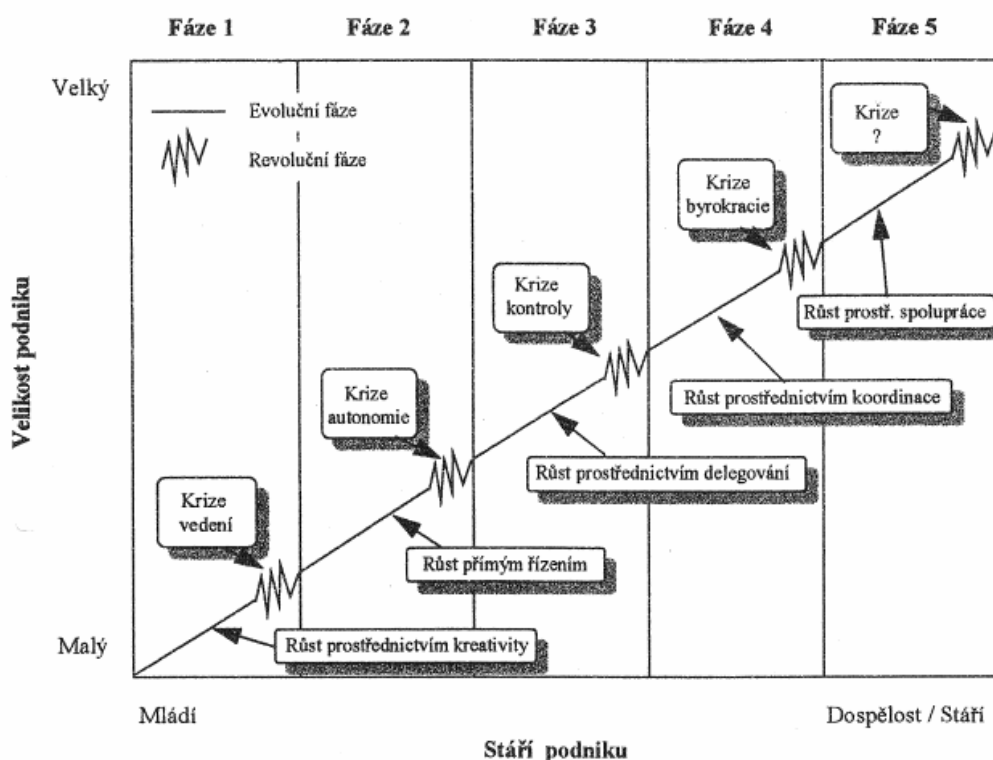 Fáze 1
Fáze 2
Fáze 3
Fáze 4
Fáze 5
Velký
Evoluční fáze
Revoluční fáze
Krize
?
Krize
byrokracie
Krize
kontroly
Růst prostř. spolupráce
Velikost podniku
Krize
autonomie
Růst prostřednictvím koordinace
Růst prostřednictvím delegování
Krize
vedení
Růst přímým řízením
Malý
Růst prostřednictvím kreativity
Mládí
Dospělost / Stáří
Stáří podniku